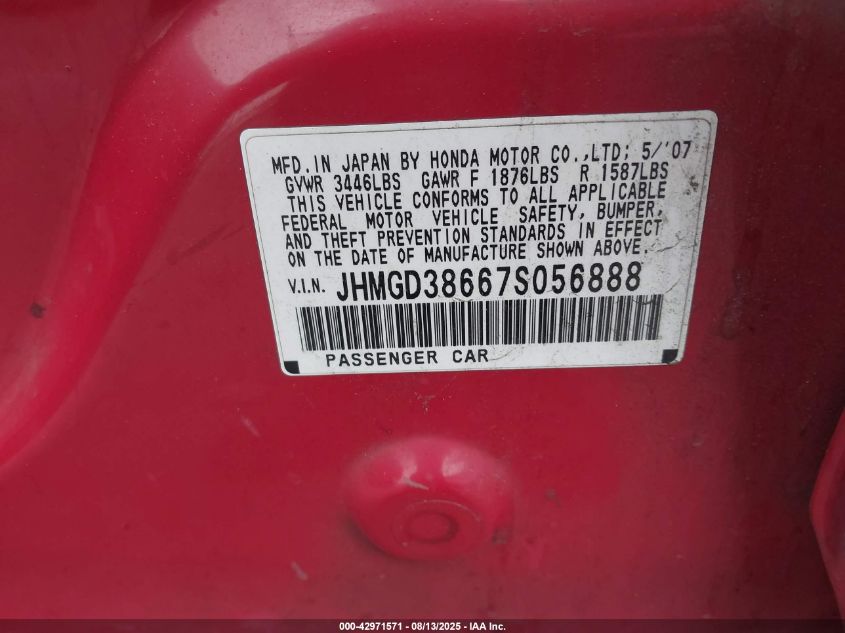 MFD. IN JAPAN BY HONDA MOTOR CO.,LTD; 5/'07
GVWR 3446LBS GAWR F 1876LBS R 1587LBS
THIS VEHICLE CONFORMS TO ALL APPLICABLE
FEDERAL MOTOR VEHICLE SAFETY, BUMPER,
AND THEFT PREVENTION STANDARDS IN EFFECT
ON THE DATE OF MANUFACTURE SHOWN ABOVE.
V.I.N. JHMGD38667S056888
PASSENGER CAR
000-42971571 - 08/13/2025 - IAA Inc.